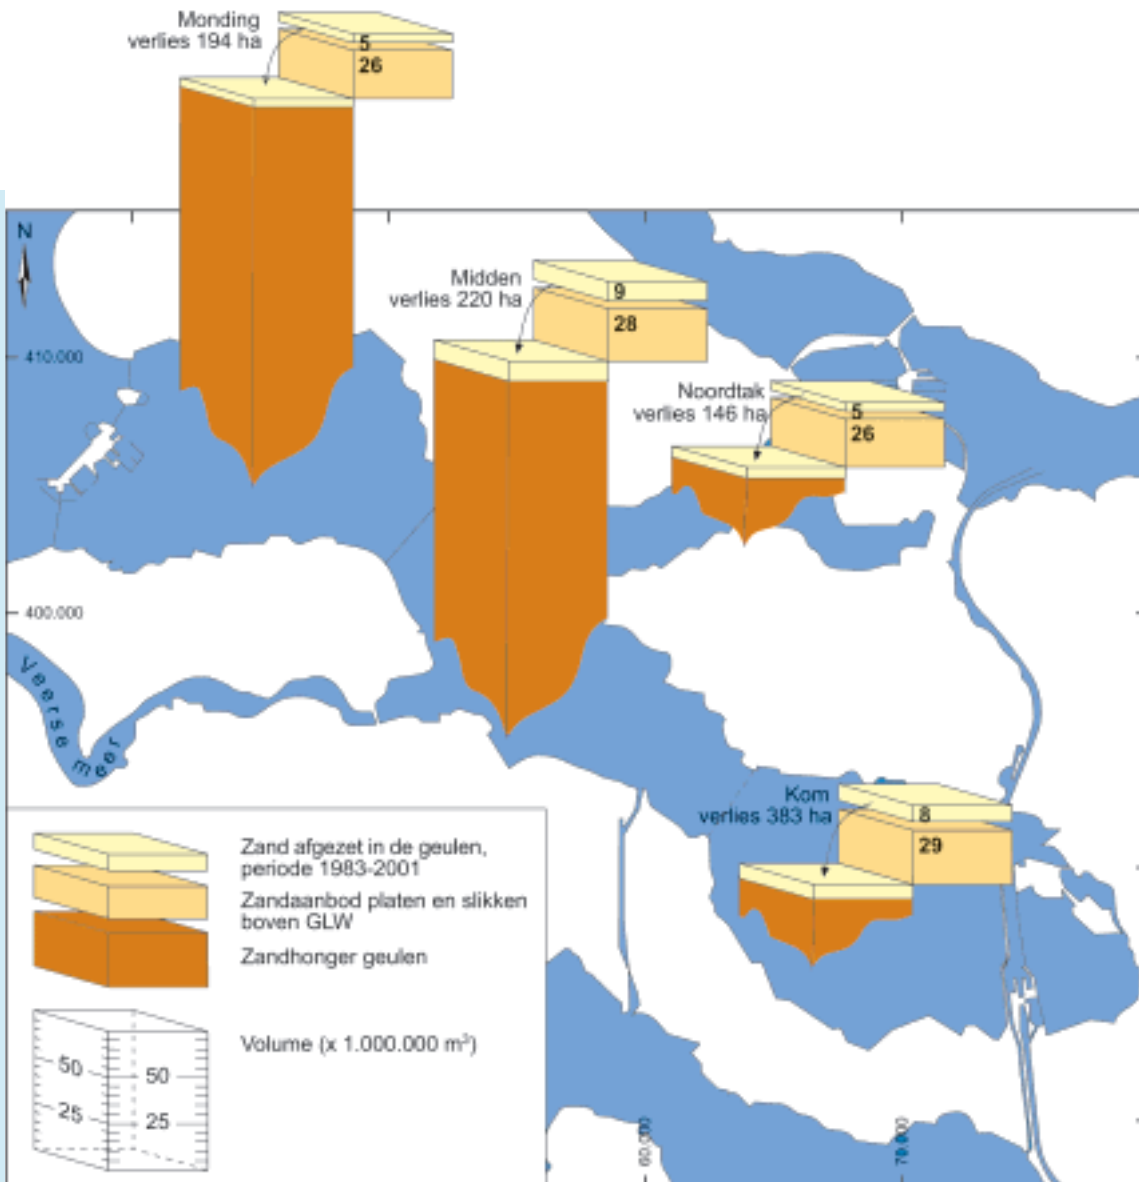 Monding
verlies 194 ha
5
26
N
Midden
verlies 220 ha
9
28
410.000
Noordtak
verlies 146 ha
5
26
400.000
Veerse meer
Kom
verlies 383 ha
8
29
Zand afgezet in de geulen,
periode 1983-2001
Zandaanbod platen en slikken
boven GLW
Zandhonger geulen
Volume (x 1.000.000 m³)
50
50
25
25
60.000
70.000